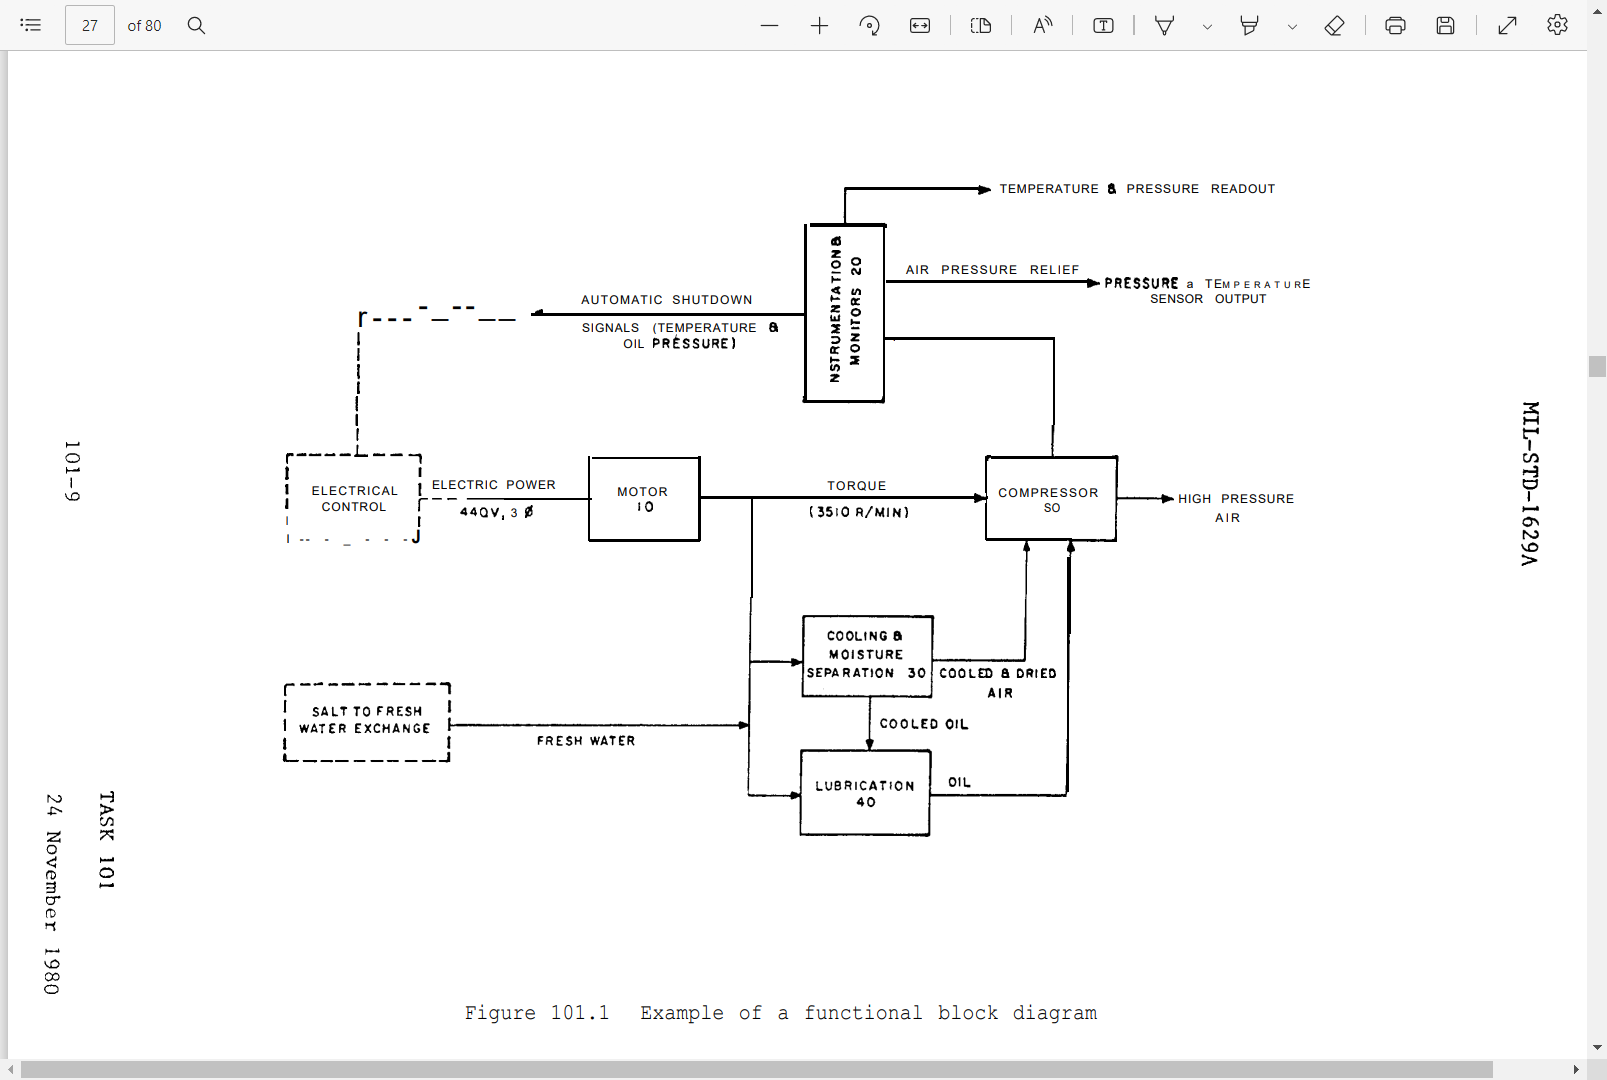 27 of 80
TEMPERATURE & PRESSURE READOUT
NSTRUMENTATION &
MONITORS 20
AIR PRESSURE RELIEF
PRESSURE a TEMPERATURE
SENSOR OUTPUT
AUTOMATIC SHUTDOWN
SIGNALS (TEMPERATURE &
OIL PRESSURE)
ELECTRICAL
CONTROL
ELECTRIC POWER
440V, 3 Ø
MOTOR
10
TORQUE
(3510 R/MIN)
COMPRESSOR
SO
HIGH PRESSURE
AIR
COOLING &
MOISTURE
SEPARATION 30
COOLED & DRIED
AIR
SALT TO FRESH
WATER EXCHANGE
FRESH WATER
COOLED OIL
LUBRICATION
40
OIL
101-9
MIL-STD-1629A
TASK 101
24 November 1980
Figure 101.1 Example of a functional block diagram